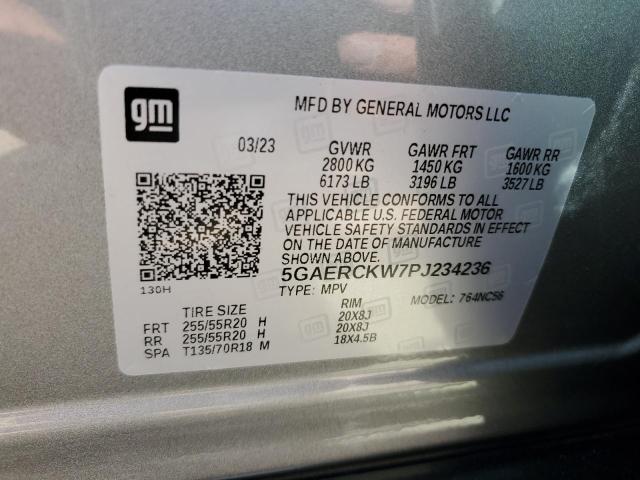 gm
MFD BY GENERAL MOTORS LLC
03/23 GVWR GAWR FRT GAWR RR
2800 KG 1450 KG 1600 KG
6173 LB 3196 LB 3527 LB
THIS VEHICLE CONFORMS TO ALL
APPLICABLE U.S. FEDERAL MOTOR
VEHICLE SAFETY STANDARDS IN EFFECT
ON THE DATE OF MANUFACTURE
SHOWN ABOVE.
5GAERCKW7PJ234236
130H
TYPE: MPV MODEL: 764NC56
TIRE SIZE RIM
FRT 255/55R20 H 20X8J
RR 255/55R20 H 20X8J
SPA T135/70R18 M 18X4.5B